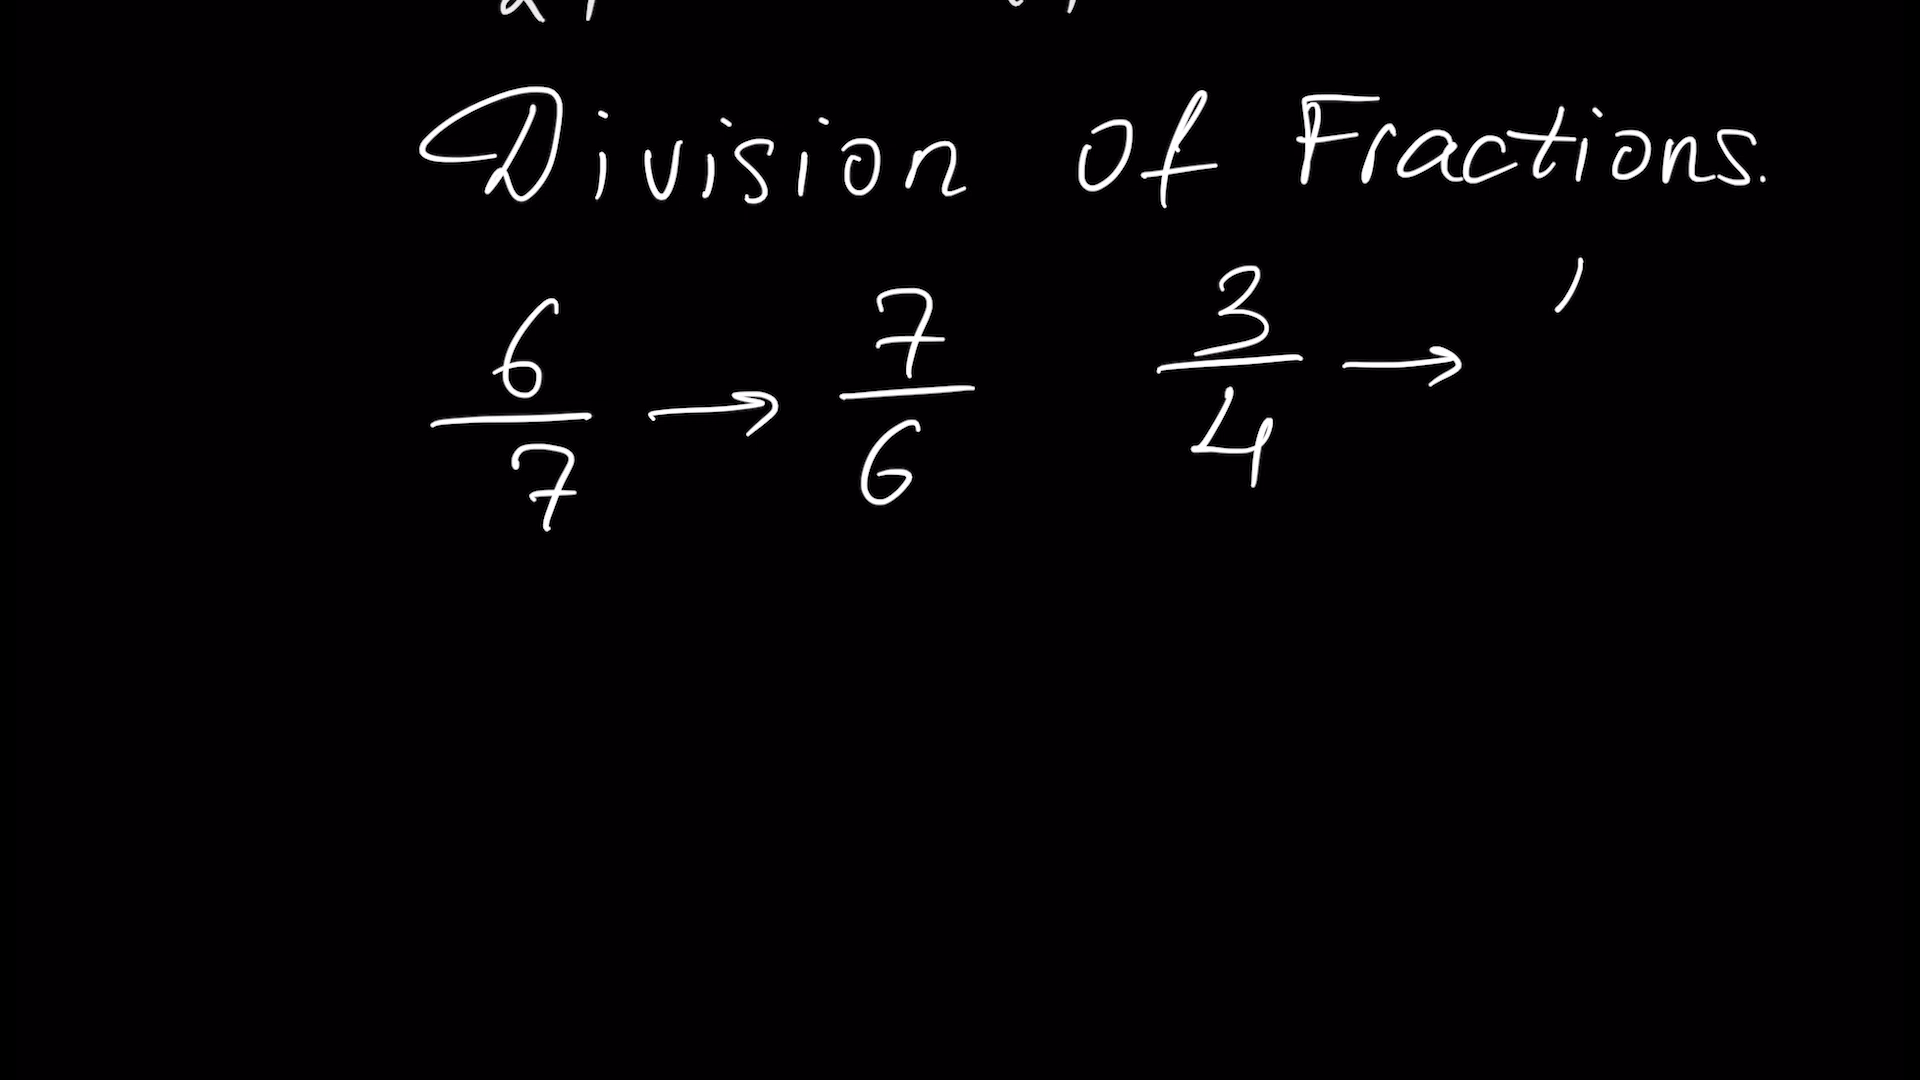 Division of Fractions.
6/7 → 7/6 3/4 →